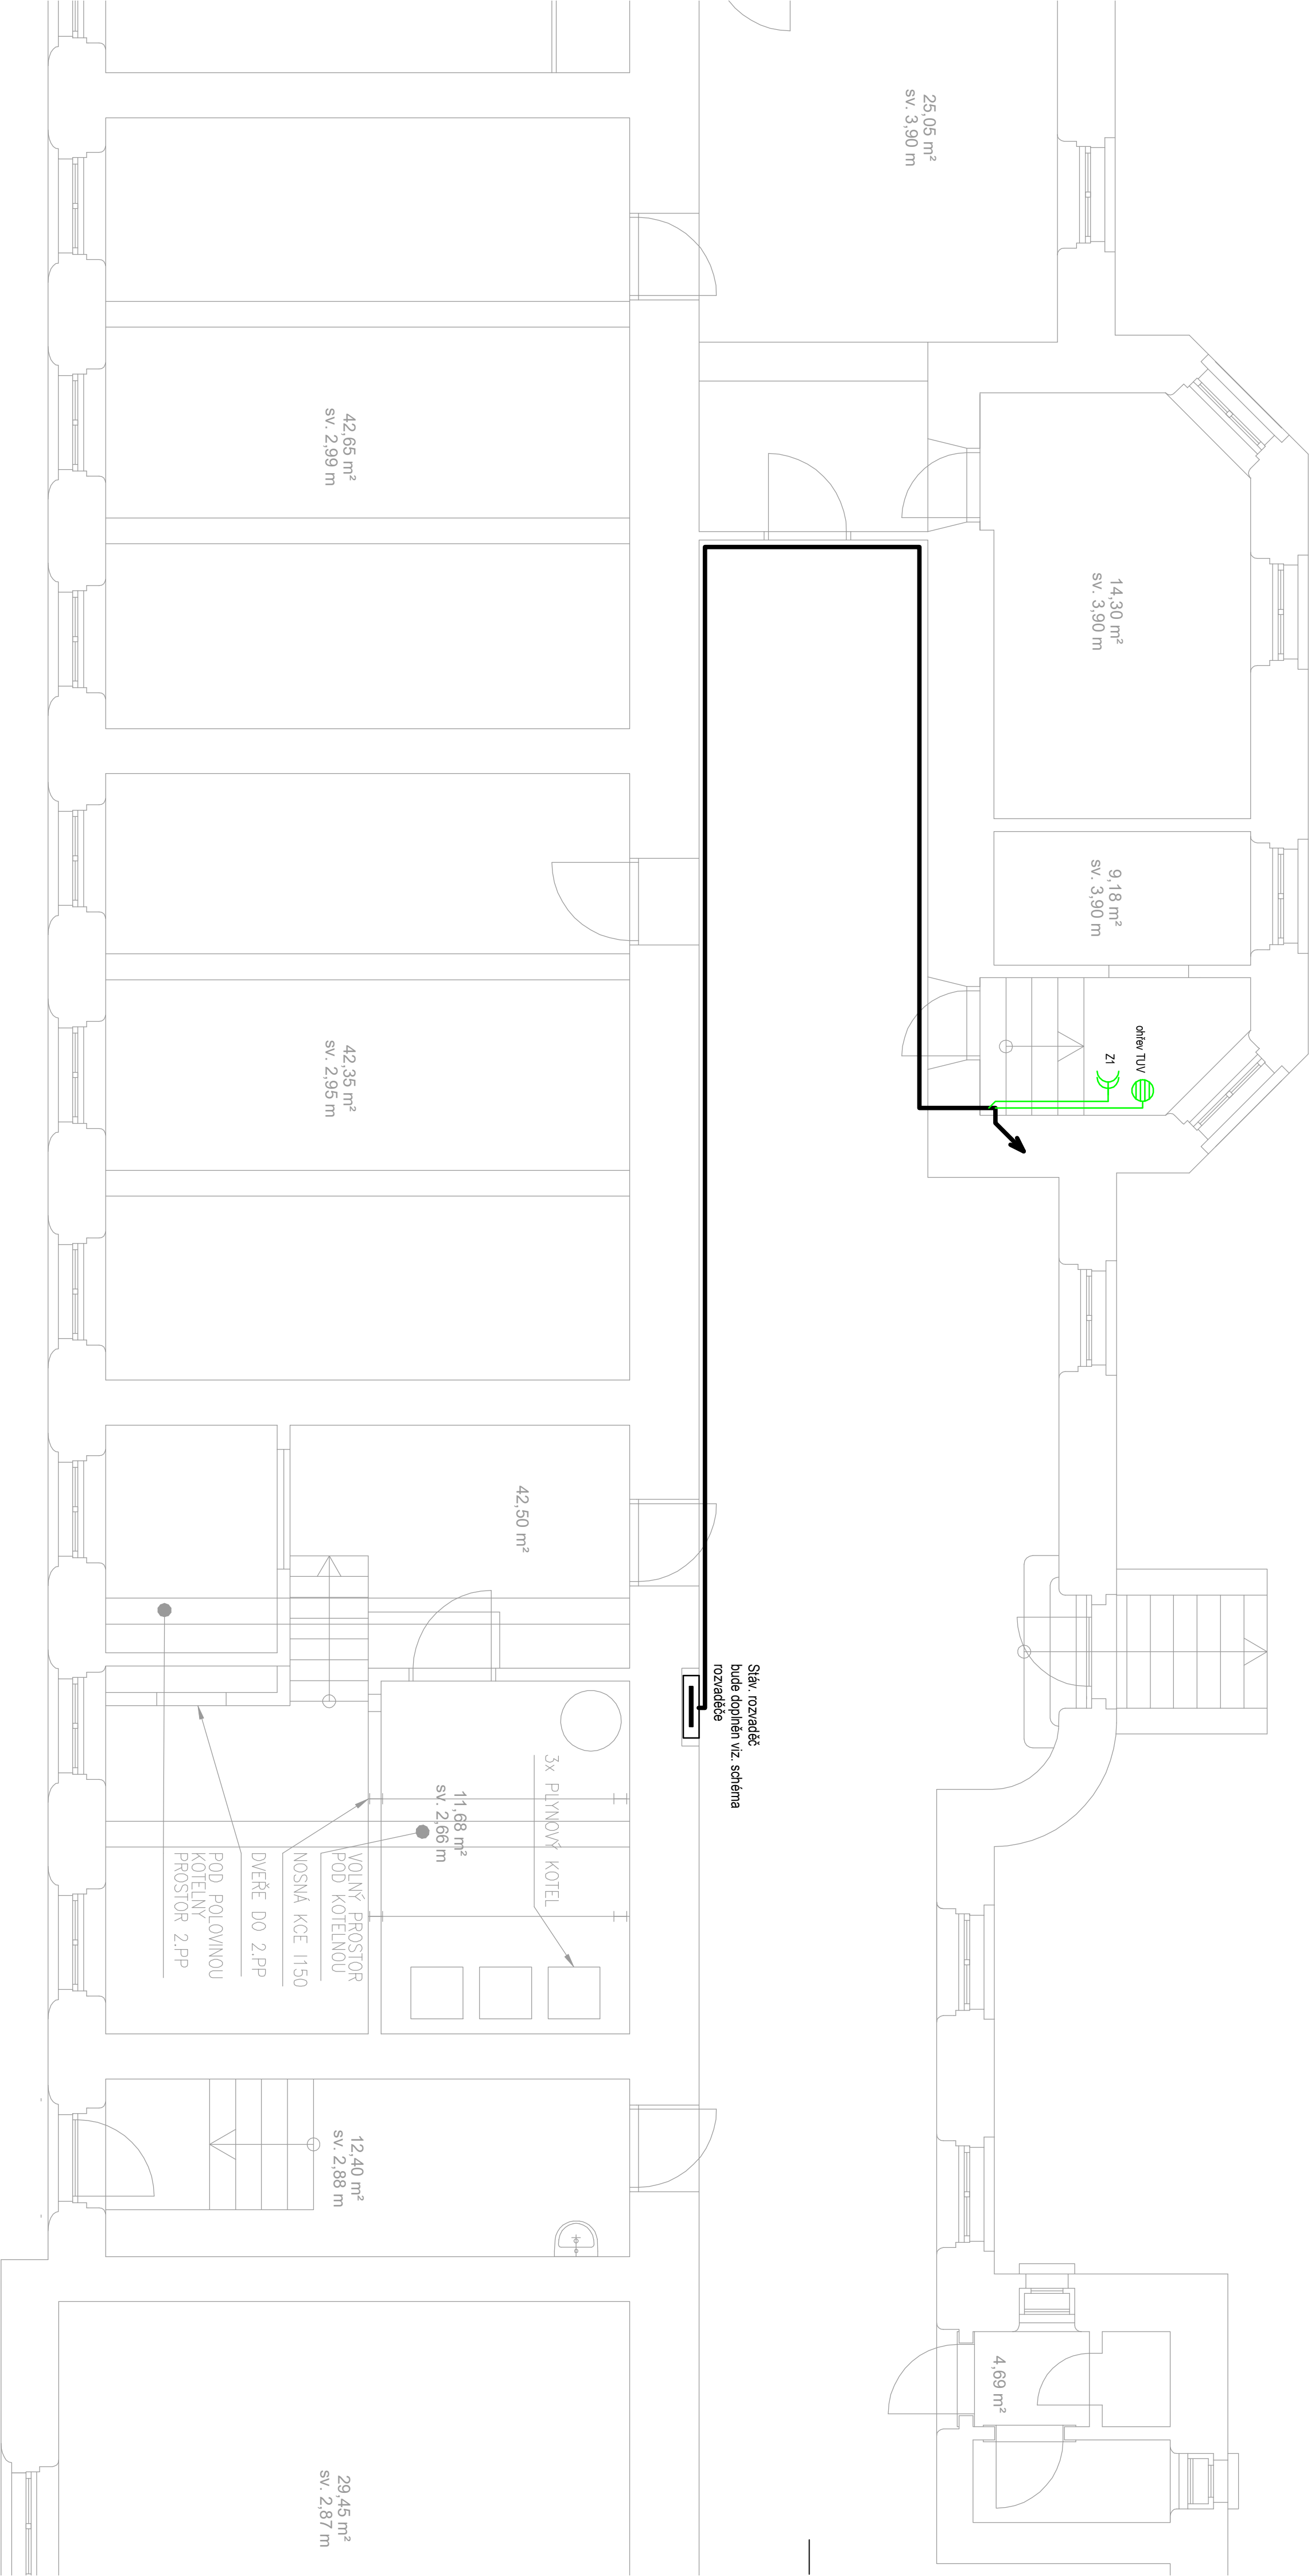 25,05 m²
sv. 3,90 m
42,65 m²
sv. 2,99 m
14,30 m²
sv. 3,90 m
9,18 m²
sv. 3,90 m
ohřev TUV
Z1
42,35 m²
sv. 2,95 m
42,50 m²
Stáv. rozvaděč
bude doplněn viz. schéma
rozvaděče
3x PLYNOVÝ KOTEL
11,68 m²
sv. 2,66 m
VOLNÝ PROSTOR
POD KOTELNOU
NOSNÁ KCE I150
DVEŘE DO 2.PP
POD POLOVINOU
KOTELNY
PROSTOR 2.PP
12,40 m²
sv. 2,88 m
4,69 m²
29,45 m²
sv. 2,87 m